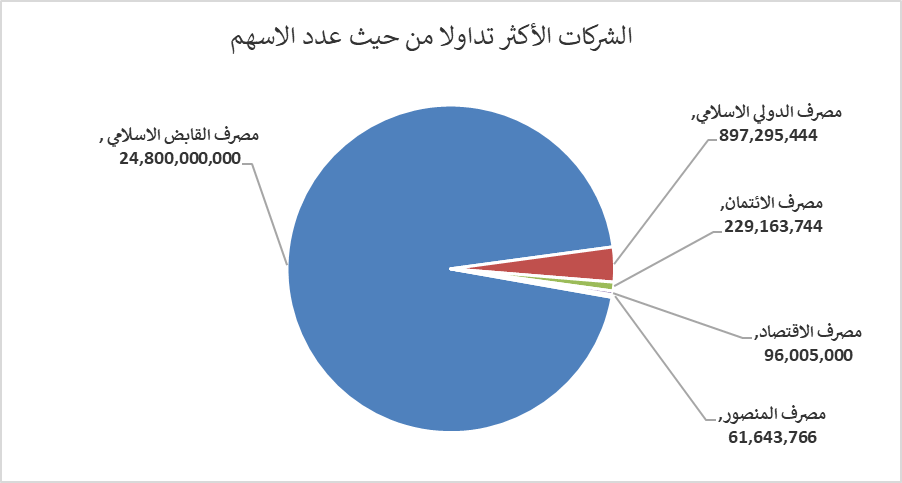 الشركات الأكثر تداولا من حيث عدد الاسهم
مصرف الدولي الاسلامي,
897,295,444
مصرف الائتمان,
229,163,744
مصرف الاقتصاد,
96,005,000
مصرف المنصور,
61,643,766
مصرف القابض الاسلامي ,
24,800,000,000